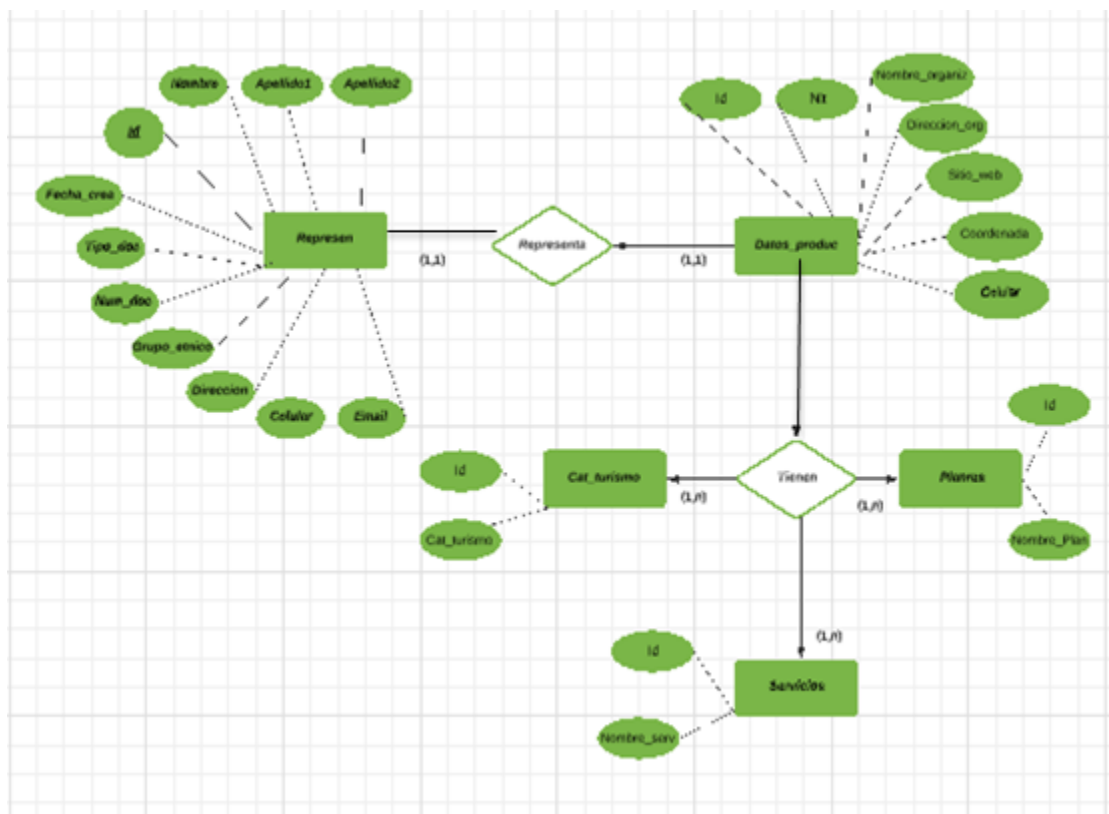 Nombre
Apellido1
Apellido2
Id
Fecha_crea
Tipo_doc
Num_doc
Grupo_etnico
Direccion
Celular
Email
Represen
(1,1)
Representa
(1,1)
Datos_produc
Id
Nit
Nombre_organiz
Direccion_org
Sitio_web
Coordenada
Celular
Id
Cat_turismo
Cat_turismo
(1,n)
Tienen
(1,n)
Id
Nombre_Plan
(1,n)
Id
Servicios
Nombre_serv